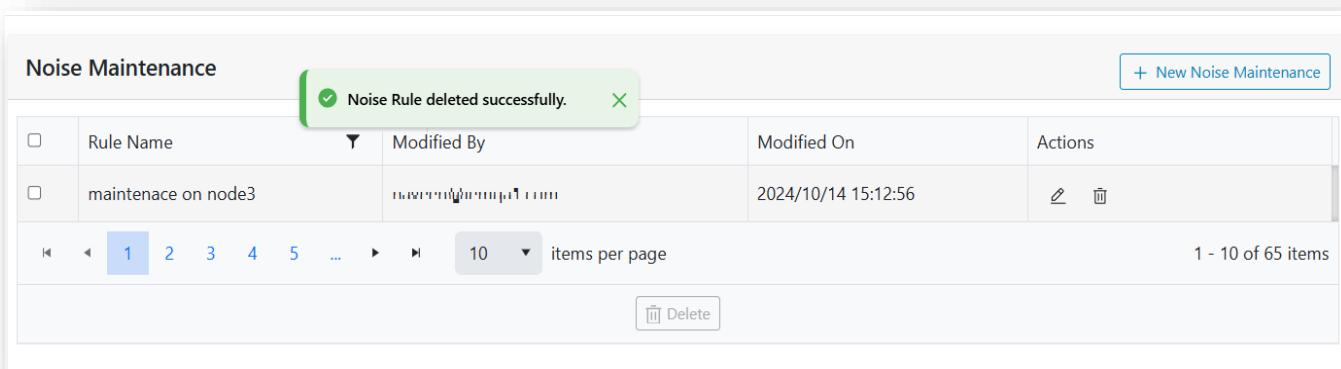 Noise Maintenance
+ New Noise Maintenance
Noise Rule deleted successfully.
Rule Name Modified By Modified On Actions
maintenace on node3 2024/10/14 15:12:56
1 2 3 4 5 ... 10 items per page 1 - 10 of 65 items
Delete